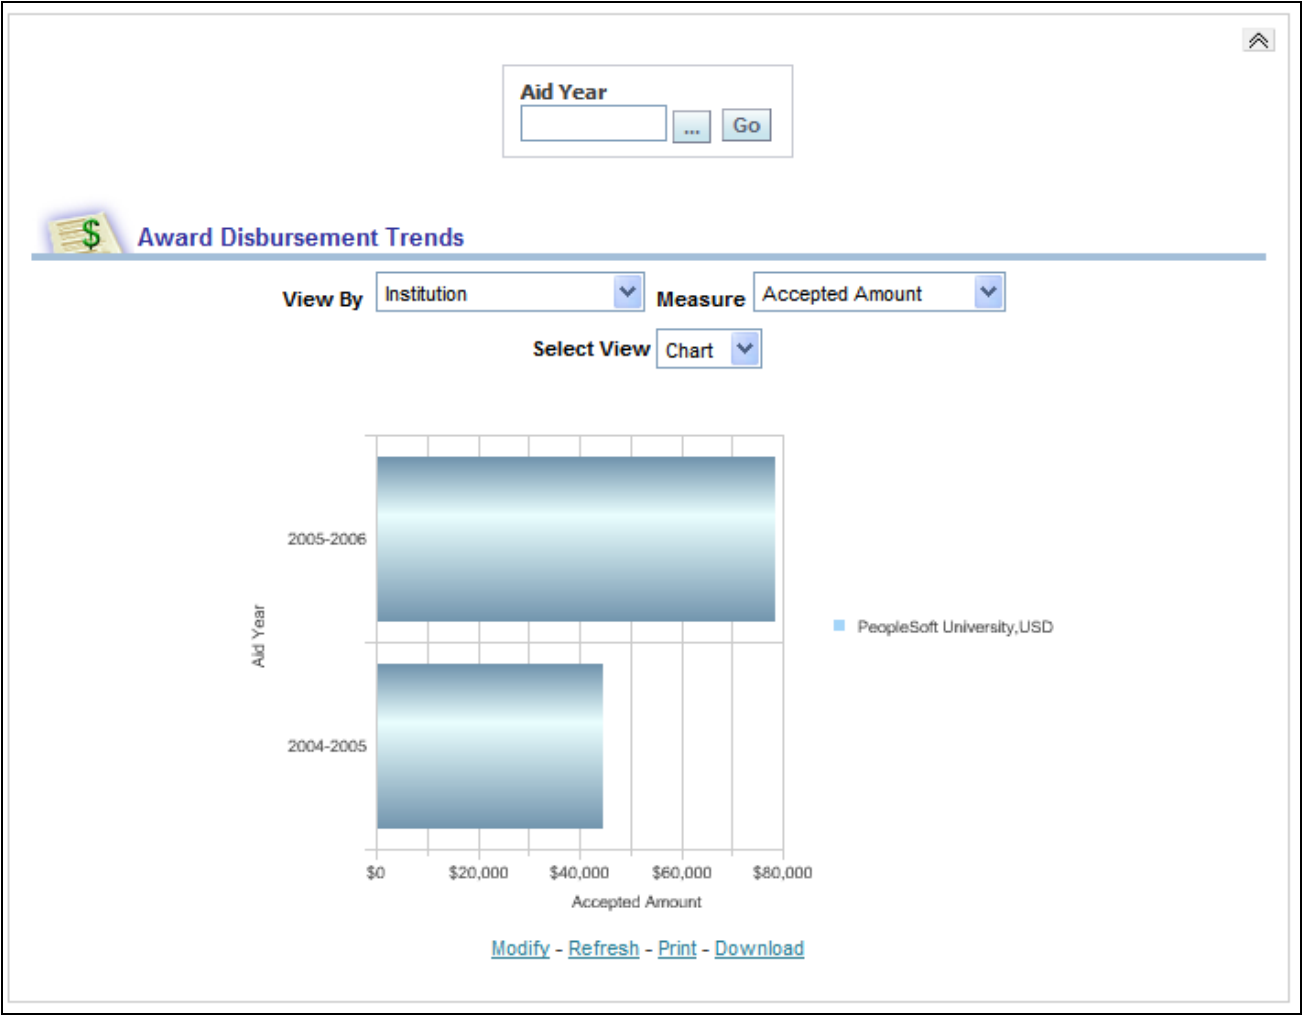 Aid Year
... Go
$
Award Disbursement Trends
View By Institution Measure Accepted Amount
Select View Chart
2005-2006
Aid Year
PeopleSoft University,USD
2004-2005
$0 $20,000 $40,000 $60,000 $80,000
Accepted Amount
Modify - Refresh - Print - Download